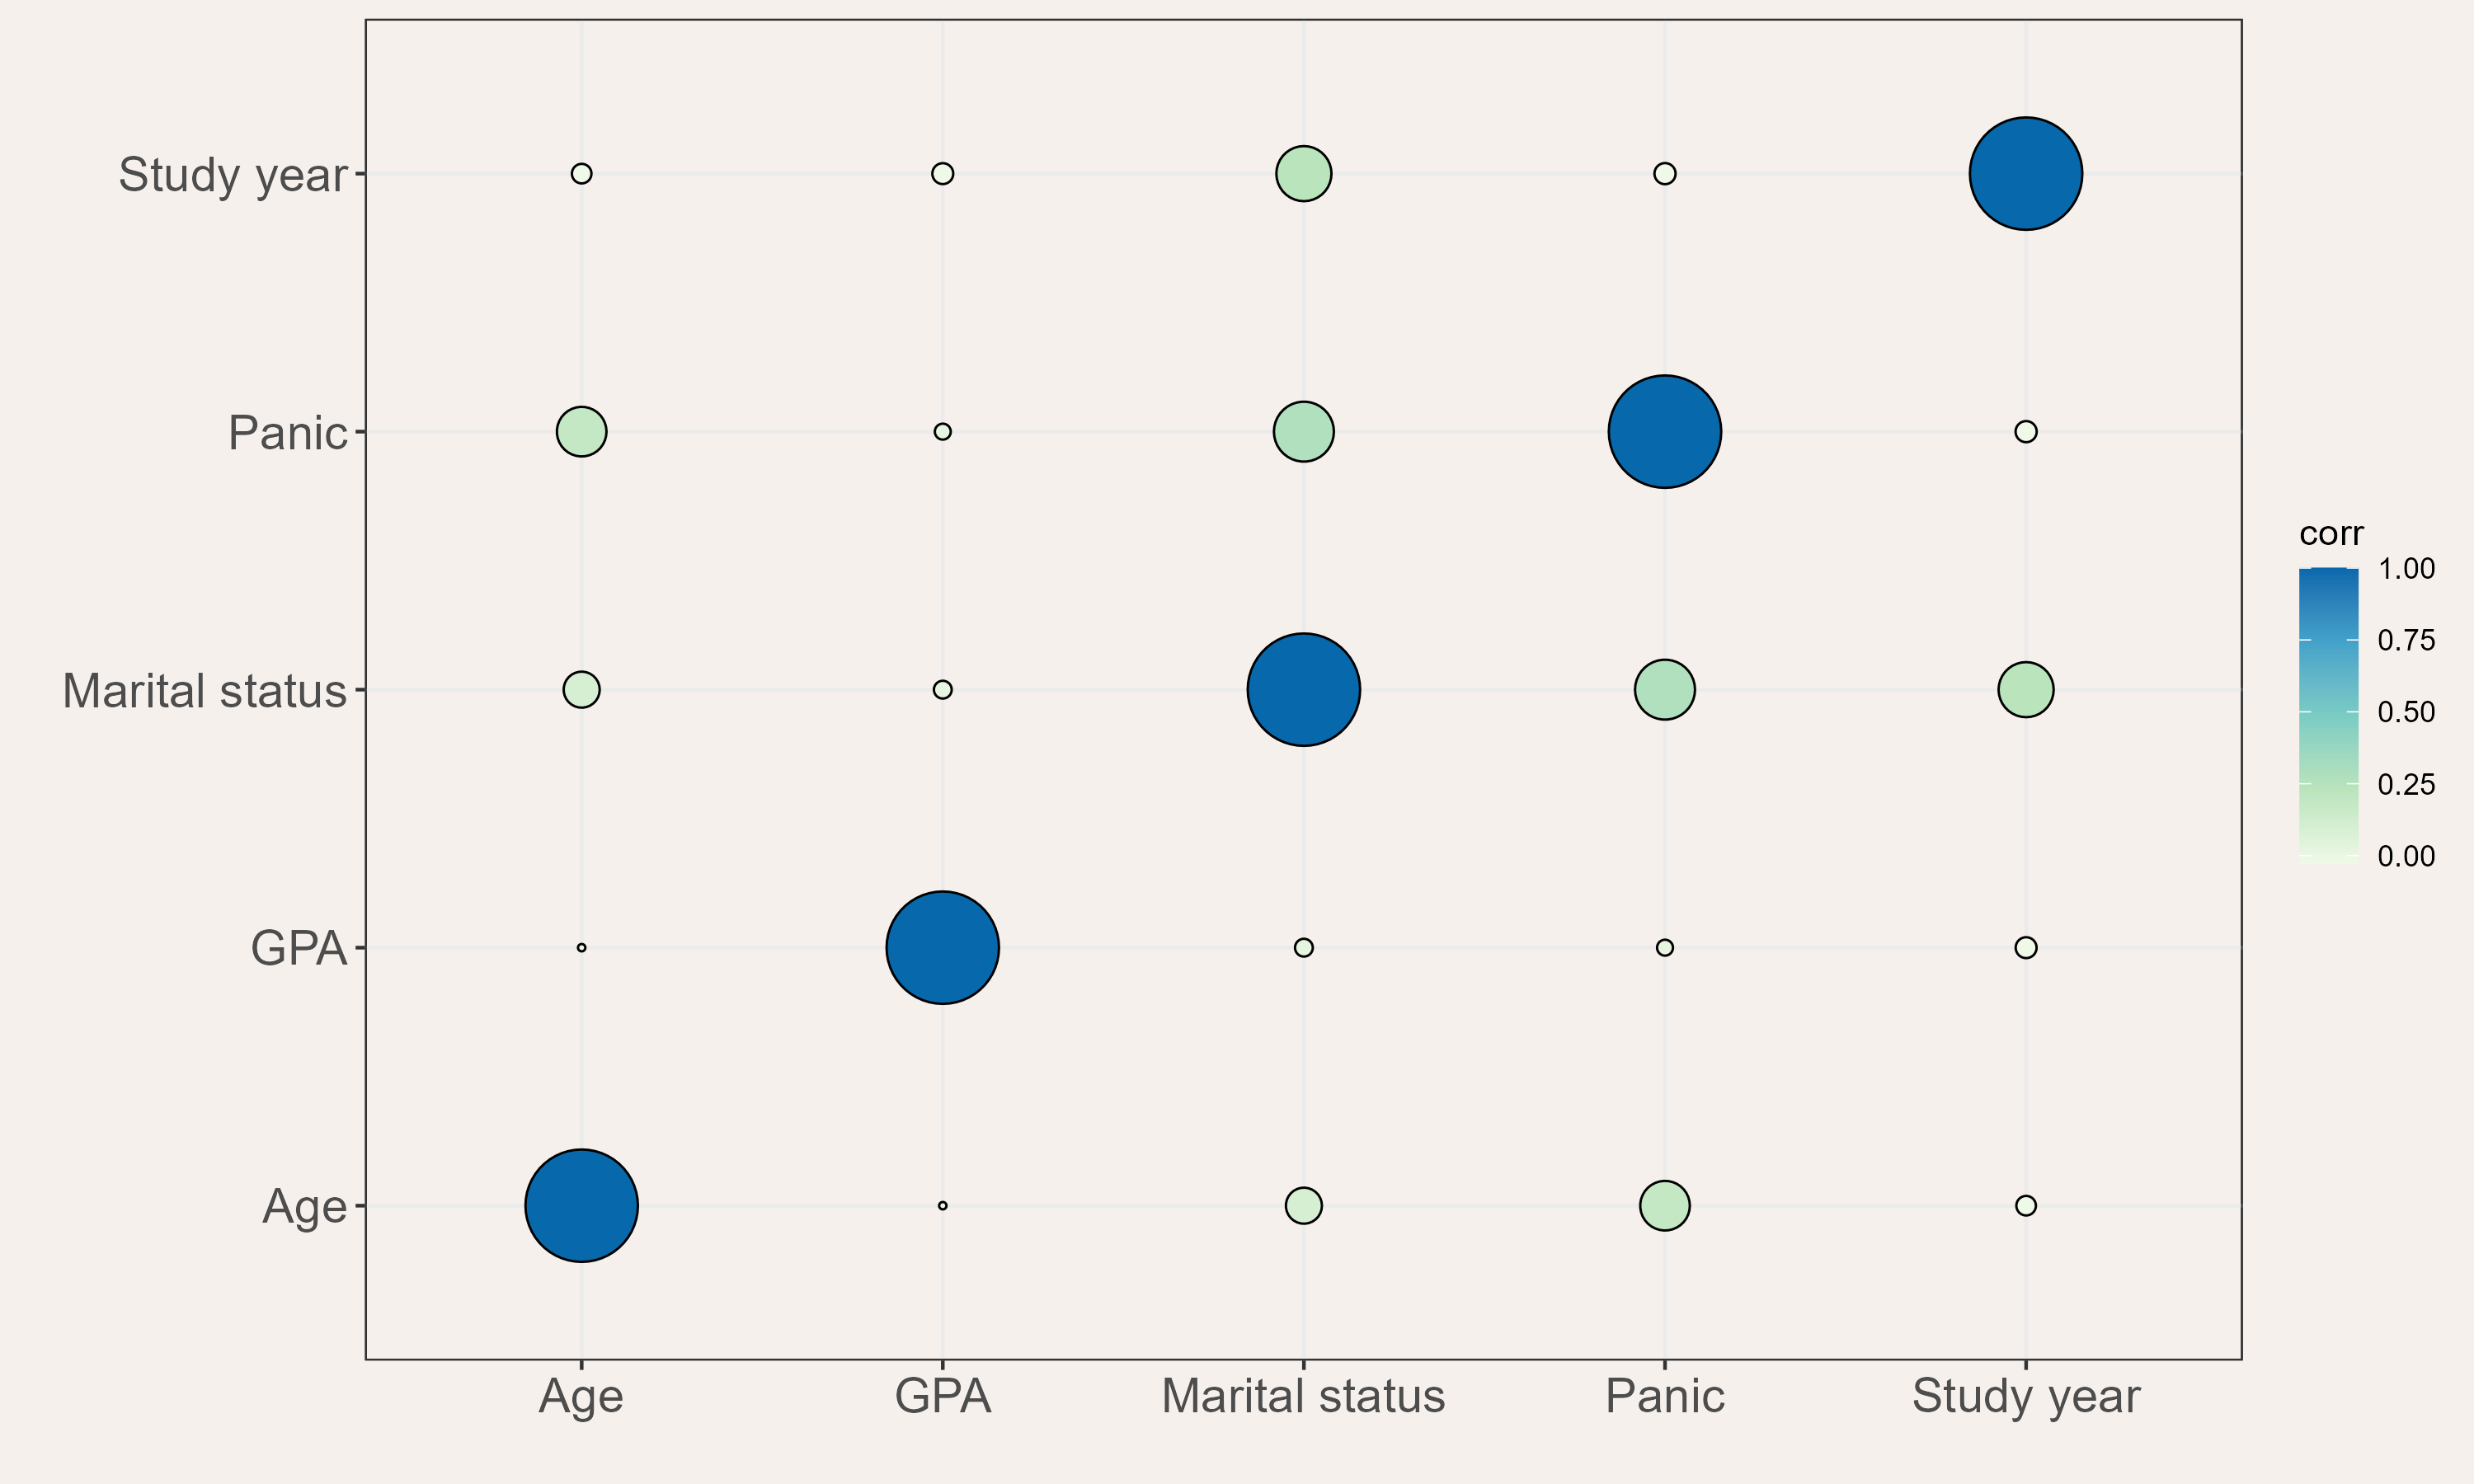 Study year
Panic
Marital status
GPA
Age
Age
GPA
Marital status
Panic
Study year
corr
1.00
0.75
0.50
0.25
0.00